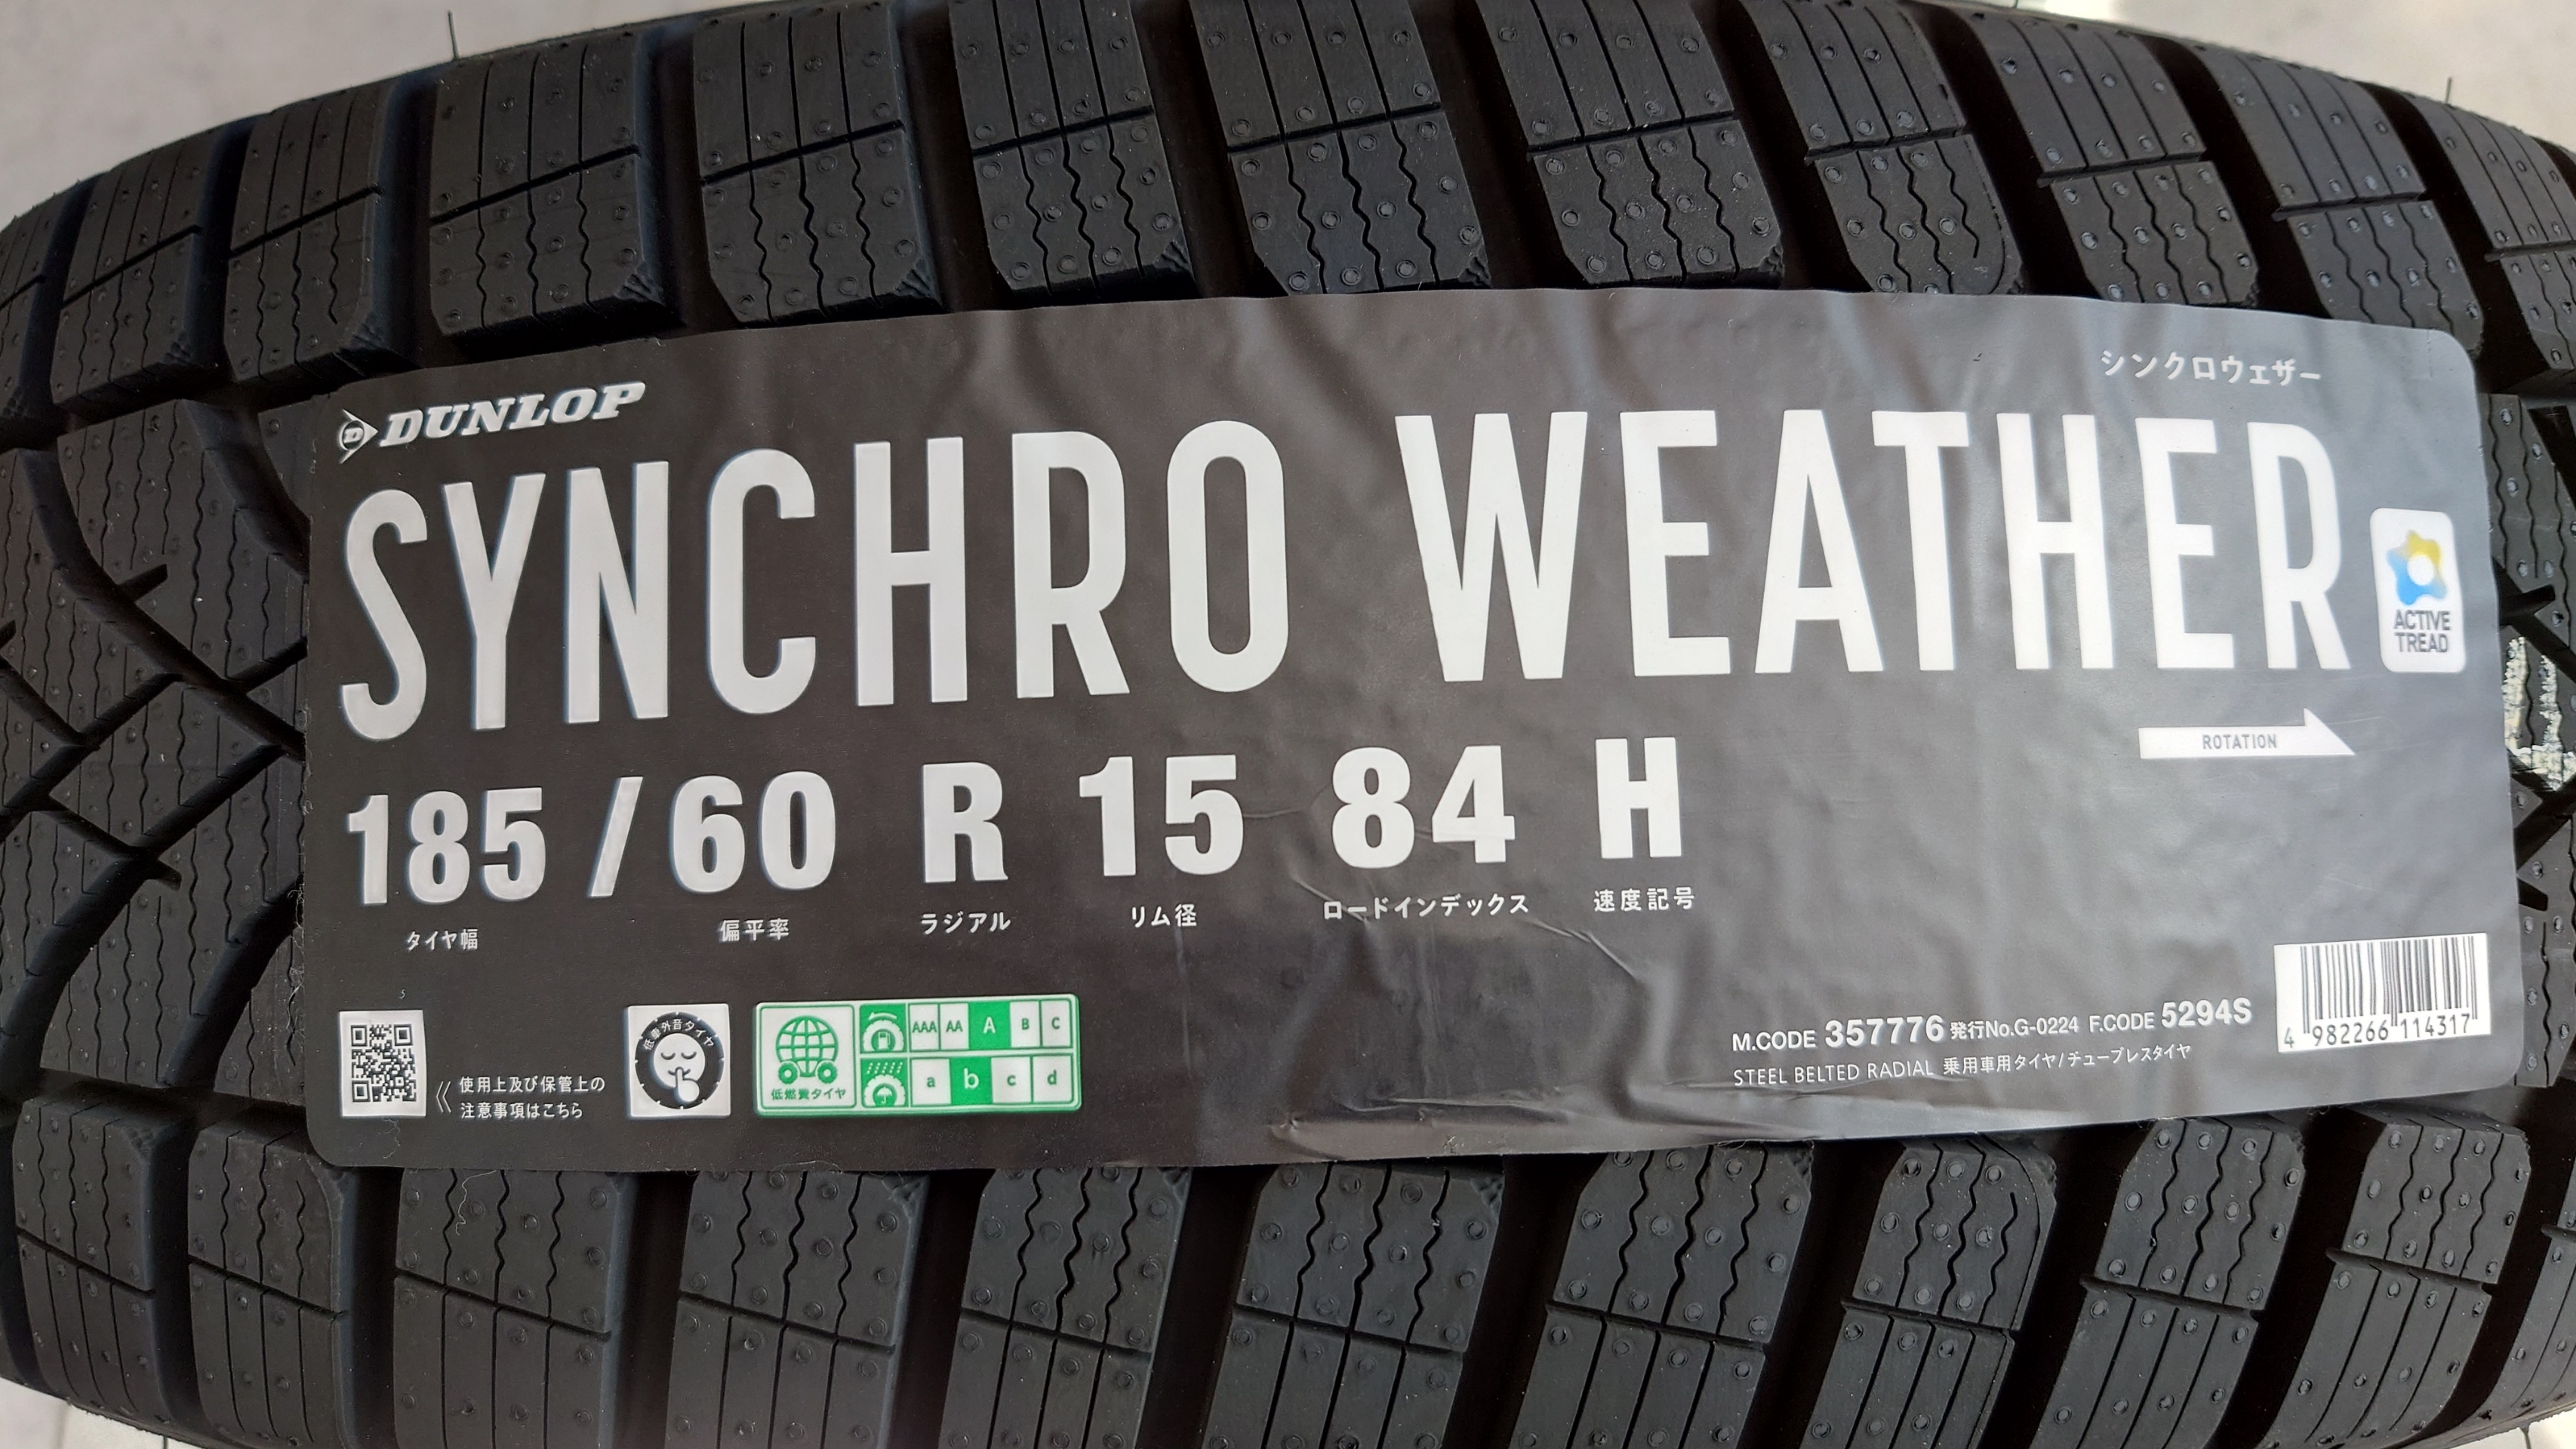 シンクロウェザー
DUNLOP
SYNCHRO WEATHER
ACTIVE
TREAD
ROTATION
185 / 60 R 15 84 H
タイヤ幅 偏平率 ラジアル リム径 ロードインデックス 速度記号
使用上及び保管上の
注意事項はこちら
低車外音タイヤ
低燃費タイヤ
AAA AA A B C
a b c d
M.CODE 357776 発行No.G-0224 F.CODE 5294S
STEEL BELTED RADIAL 乗用車用タイヤ/チューブレスタイヤ
4 982266 114317